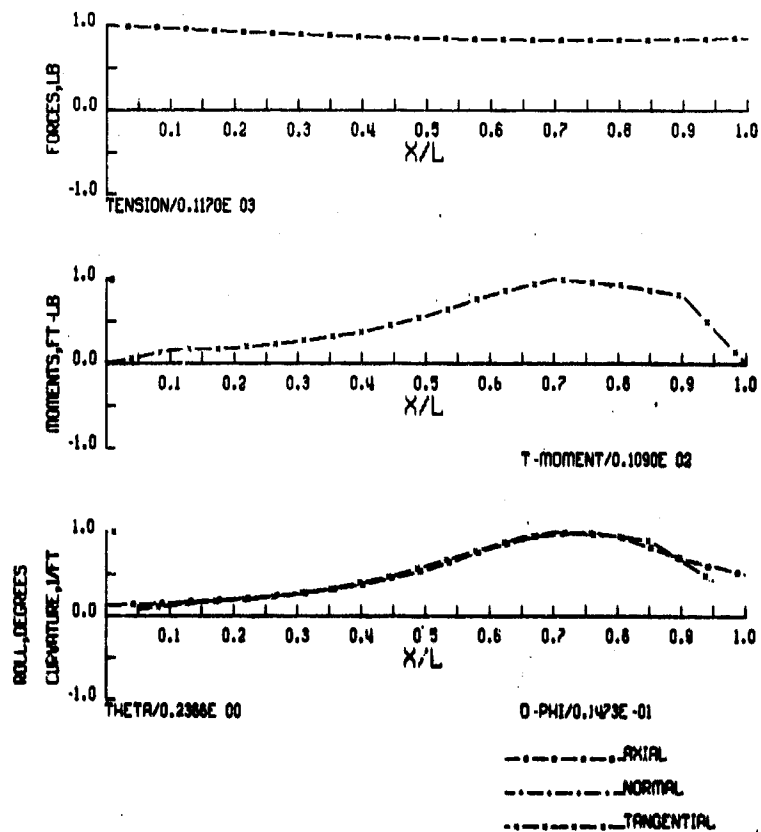 FORCES,LB
1.0
0.0
-1.0
0.1 0.2 0.3 0.4 0.5 0.6 0.7 0.8 0.9 1.0
X/L
TENSION/0.1170E 03
MOMENTS,FT-LB
1.0
0.0
-1.0
0.1 0.2 0.3 0.4 0.5 0.6 0.7 0.8 0.9 1.0
X/L
T-MOMENT/0.1090E 02
ROLL,DEGREES
CURVATURE,1/FT
1.0
0.0
-1.0
0.1 0.2 0.3 0.4 0.5 0.6 0.7 0.8 0.9 1.0
X/L
THETA/0.2366E 00
D-PHI/0.1473E-01
AXIAL
NORMAL
TANGENTIAL